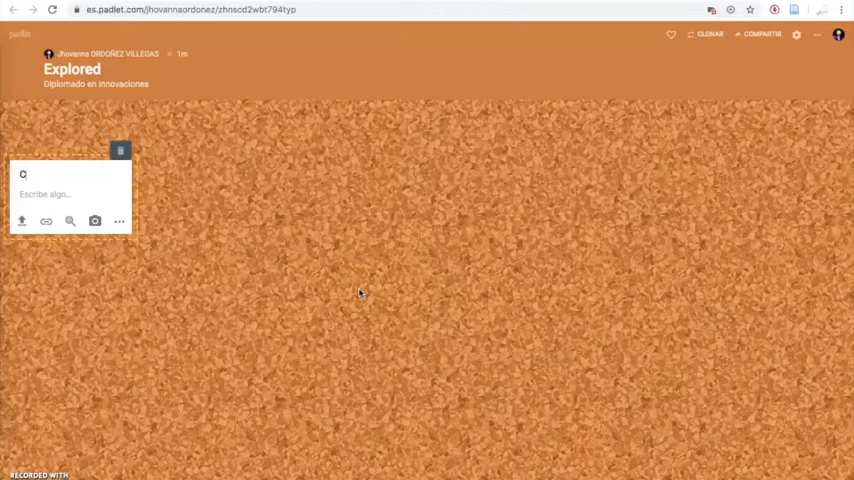 es.padlet.com/jhovannaordonez/zhnscd2wbt794typ
padlet
CLONAR
COMPARTIR
Jhovanna ORDOÑEZ VILLEGAS
1m
Explored
Diplomado en innovaciones
C
Escribe algo...
RECORDED WITH